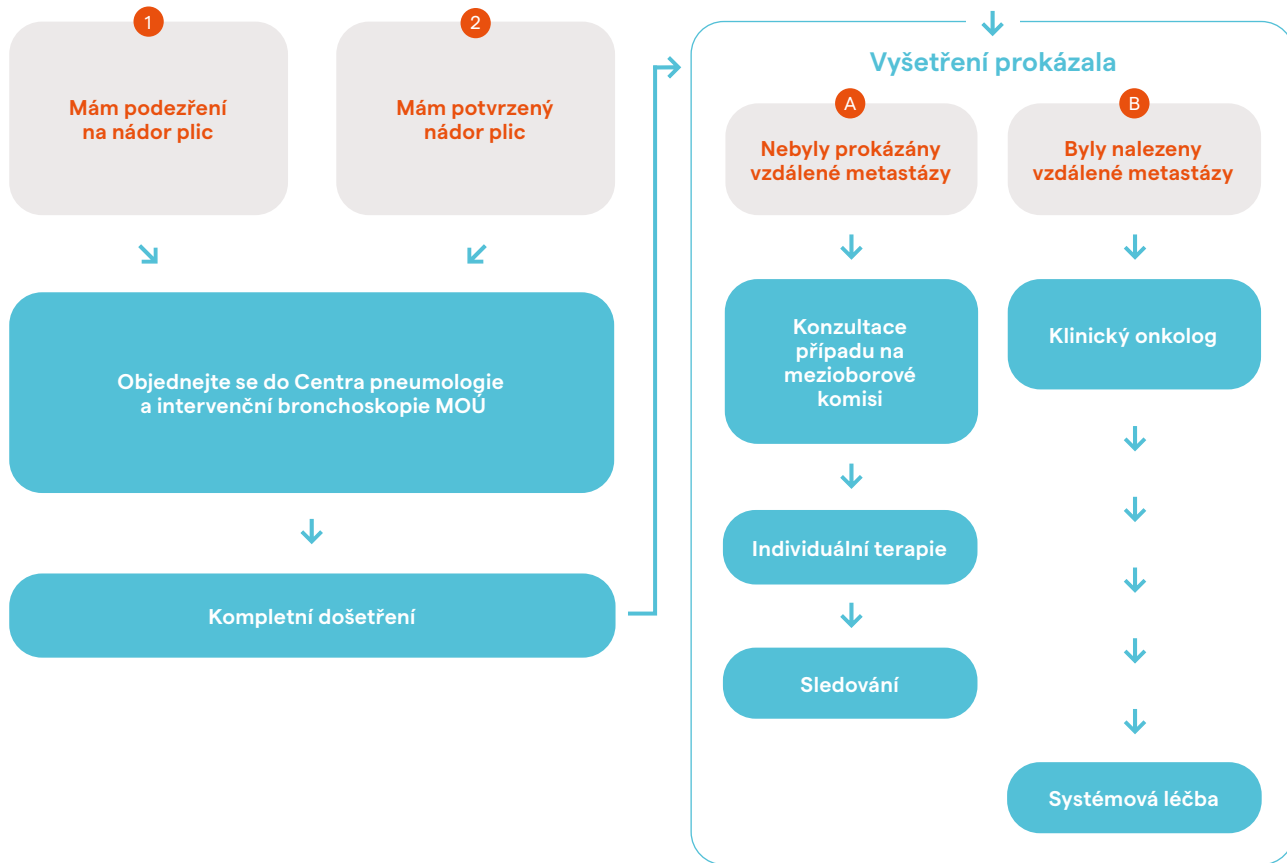 1
Mám podezření
na nádor plic
2
Mám potvrzený
nádor plic
Objednejte se do Centra pneumologie
a intervenční bronchoskopie MOÚ
Kompletní došetření
Vyšetření prokázala
A
Nebyly prokázány
vzdálené metastázy
Konzultace
případu na
mezioborové
komisi
Individuální terapie
Sledování
B
Byly nalezeny
vzdálené metastázy
Klinický onkolog
Systémová léčba